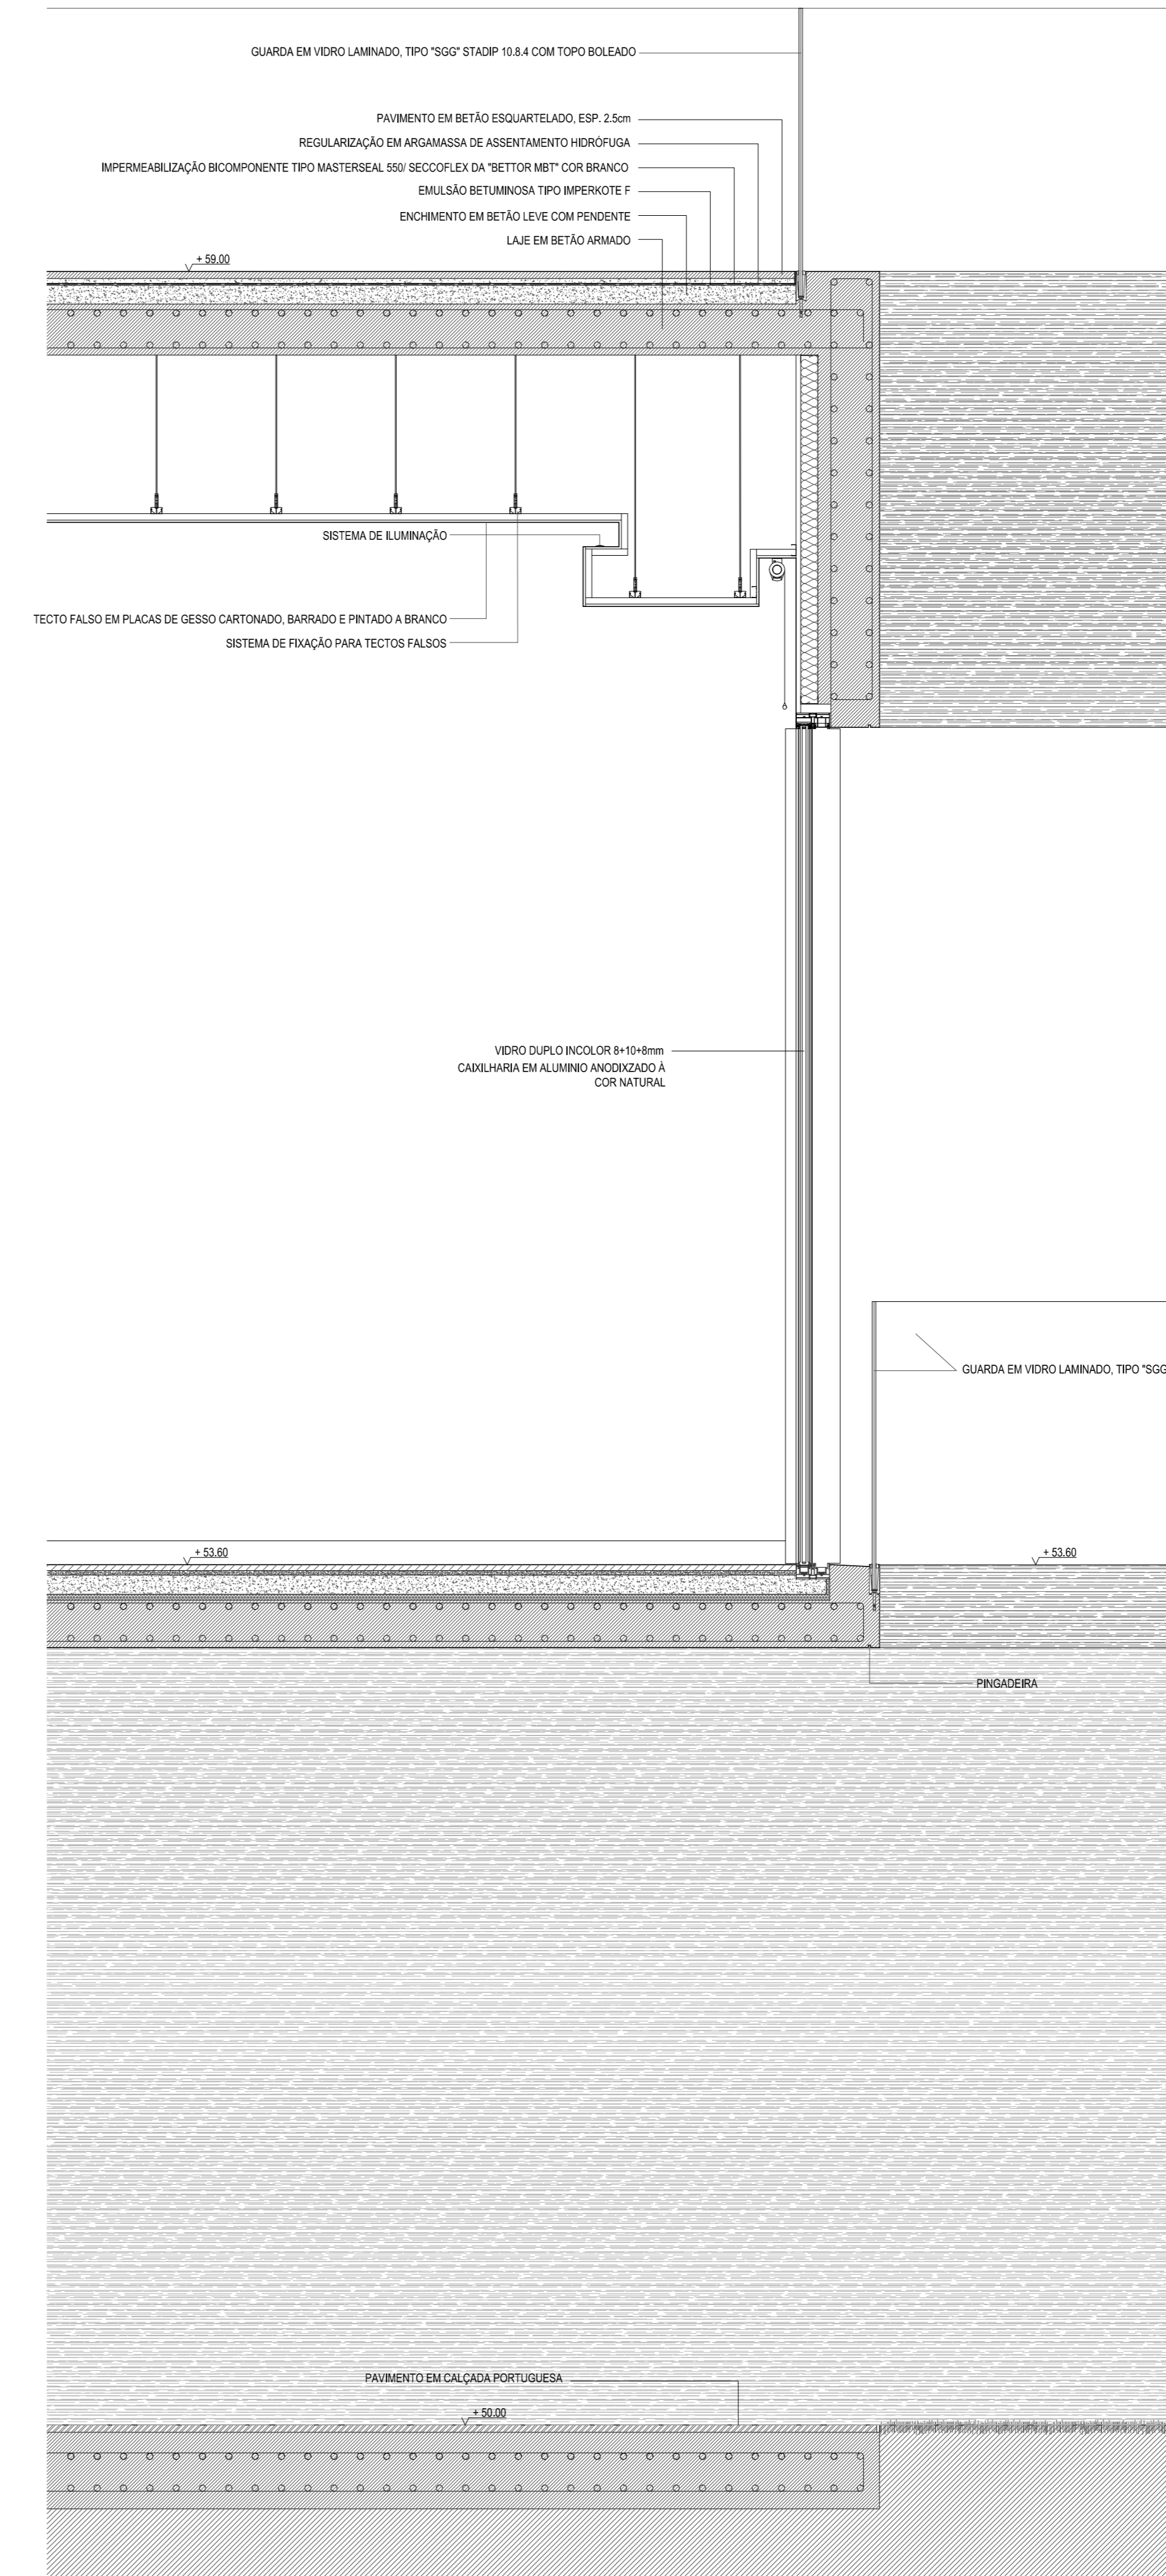 GUARDA EM VIDRO LAMINADO, TIPO "SGG" STADIP 10.8.4 COM TOPO BOLEADO
PAVIMENTO EM BETÃO ESQUARTELADO, ESP. 2.5cm
REGULARIZAÇÃO EM ARGAMASSA DE ASSENTAMENTO HIDRÓFUGA
IMPERMEABILIZAÇÃO BICOMPONENTE TIPO MASTERSEAL 550/ SECCOFLEX DA "BETTOR MBT" COR BRANCO
EMULSÃO BETUMINOSA TIPO IMPERKOTE F
ENCHIMENTO EM BETÃO LEVE COM PENDENTE
LAJE EM BETÃO ARMADO
+ 59.00
SISTEMA DE ILUMINAÇÃO
TECTO FALSO EM PLACAS DE GESSO CARTONADO, BARRADO E PINTADO A BRANCO
SISTEMA DE FIXAÇÃO PARA TECTOS FALSOS
VIDRO DUPLO INCOLOR 8+10+8mm
CAIXILHARIA EM ALUMINIO ANODIXZADO À
COR NATURAL
GUARDA EM VIDRO LAMINADO, TIPO "SGG
+ 53.60
+ 53.60
PINGADEIRA
PAVIMENTO EM CALÇADA PORTUGUESA
+ 50.00